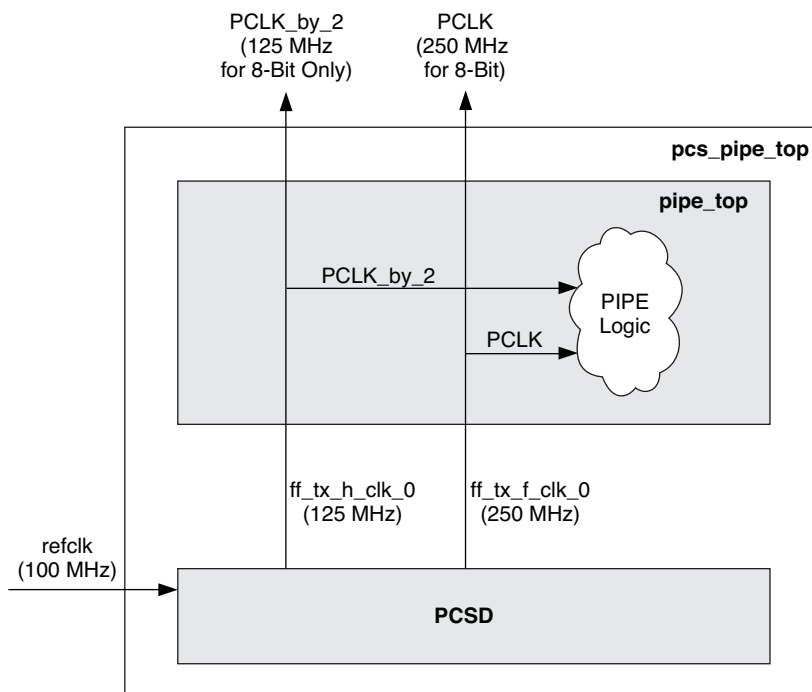 PCLK_by_2
(125 MHz
for 8-Bit Only)
PCLK
(250 MHz
for 8-Bit)
pcs_pipe_top
pipe_top
PCLK_by_2
PIPE
Logic
PCLK
ff_tx_h_clk_0
(125 MHz)
ff_tx_f_clk_0
(250 MHz)
refclk
(100 MHz)
PCSD